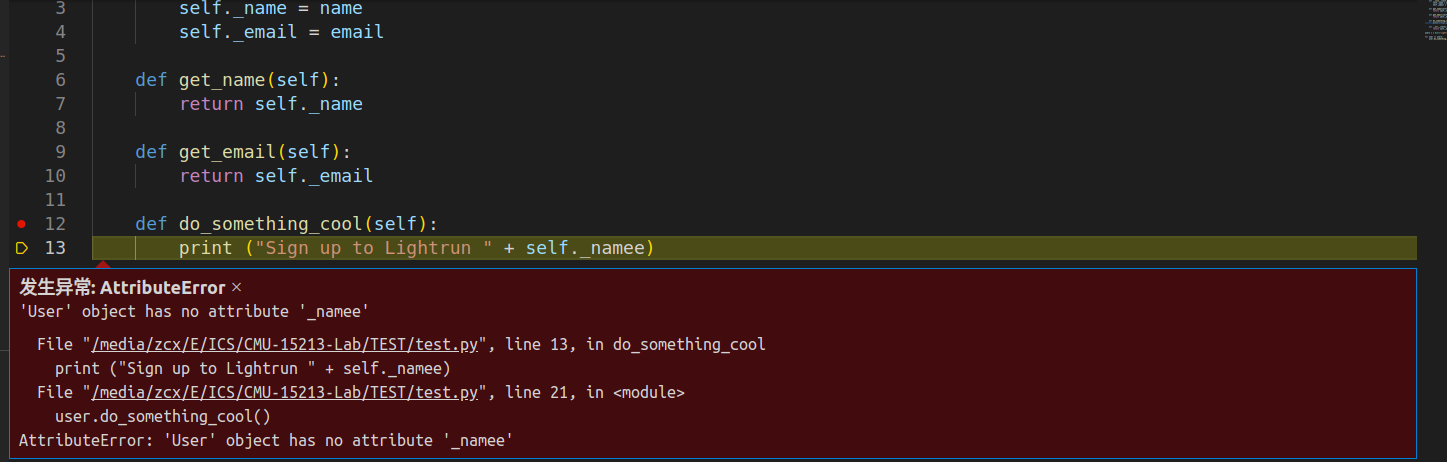 3 self._name = name
4 self._email = email
5
6 def get_name(self):
7 return self._name
8
9 def get_email(self):
10 return self._email
11
12 def do_something_cool(self):
13 print ("Sign up to Lightrun " + self._namee)
发生异常: AttributeError ×
'User' object has no attribute '_namee'
File "/media/zcx/E/ICS/CMU-15213-Lab/TEST/test.py", line 13, in do_something_cool
print ("Sign up to Lightrun " + self._namee)
File "/media/zcx/E/ICS/CMU-15213-Lab/TEST/test.py", line 21, in <module>
user.do_something_cool()
AttributeError: 'User' object has no attribute '_namee'